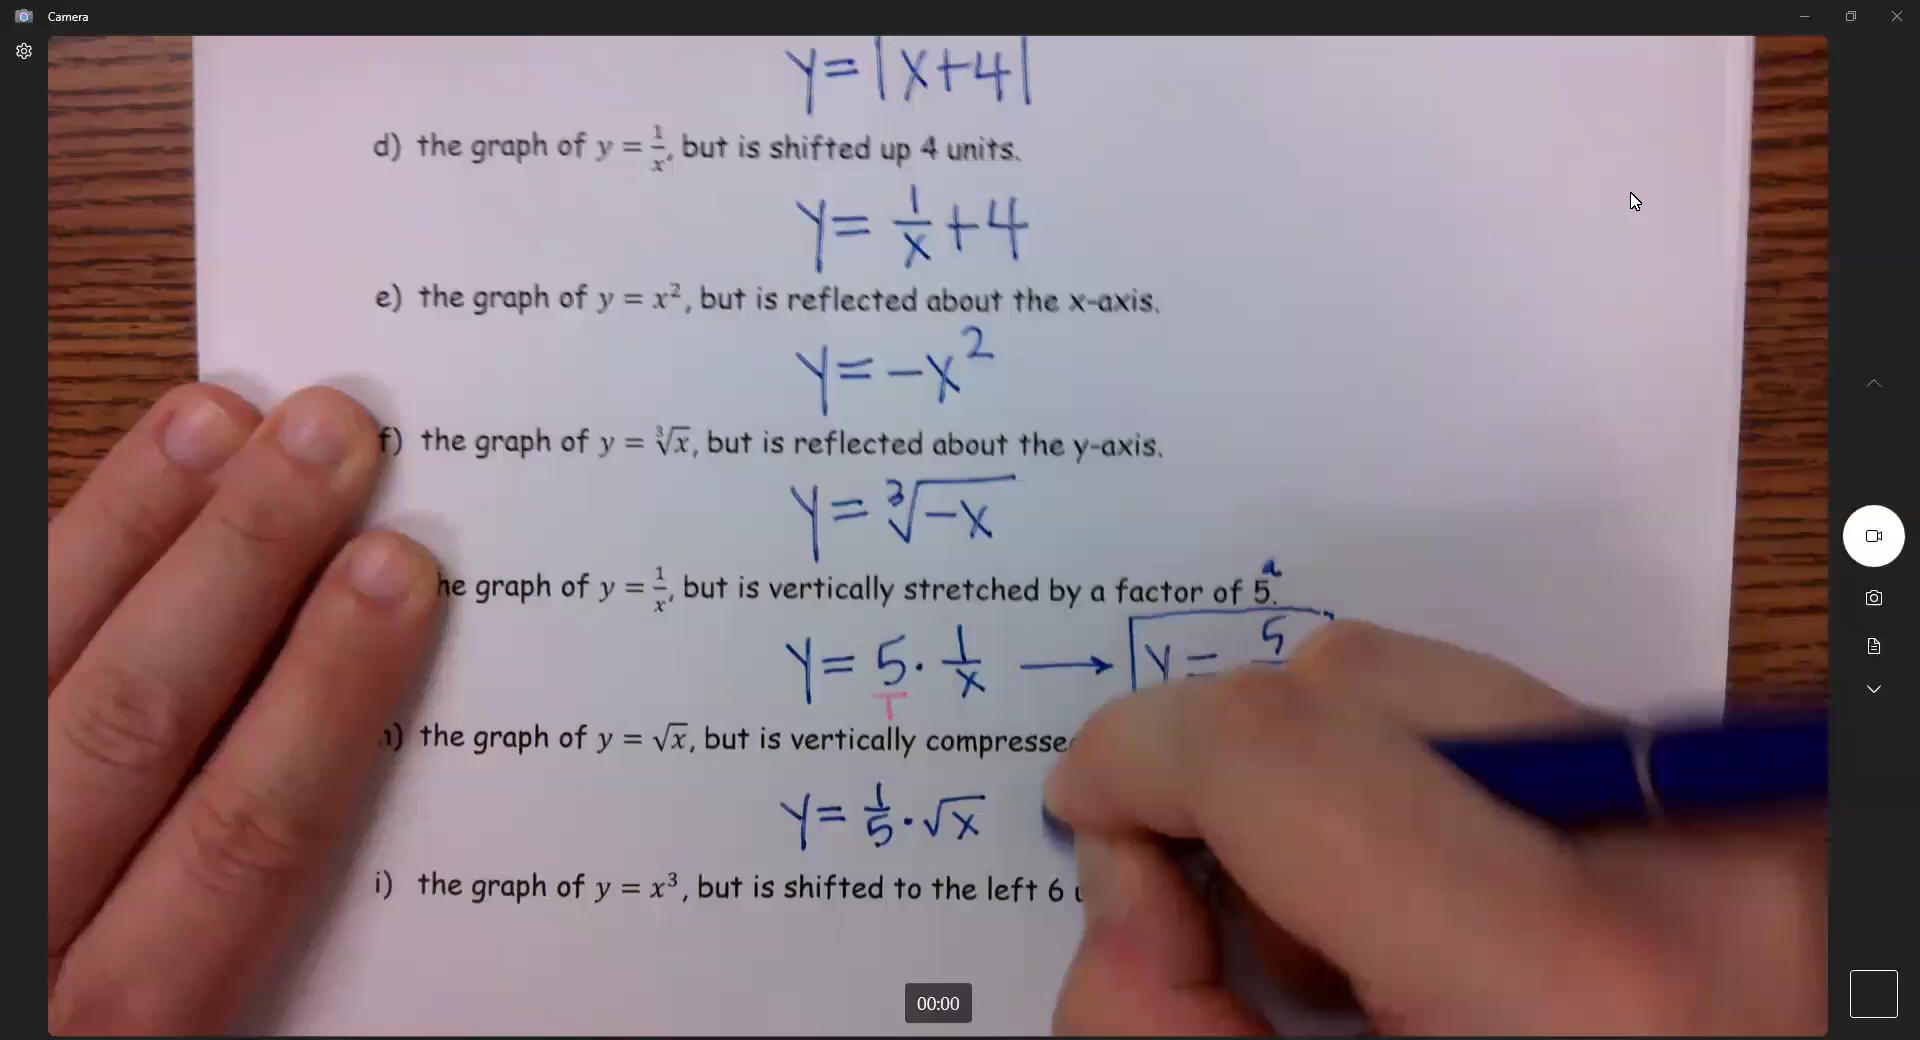 Camera
y = |x+4|
d) the graph of y = 1/x, but is shifted up 4 units.
y = 1/x + 4
e) the graph of y = x², but is reflected about the x-axis.
y = -x²
f) the graph of y = ∛x, but is reflected about the y-axis.
y = ∛-x
the graph of y = 1/x, but is vertically stretched by a factor of 5.
a
y = 5 · 1/x → y = 5
h) the graph of y = √x, but is vertically compressed
y = 1/5 · √x
i) the graph of y = x³, but is shifted to the left 6
00:00